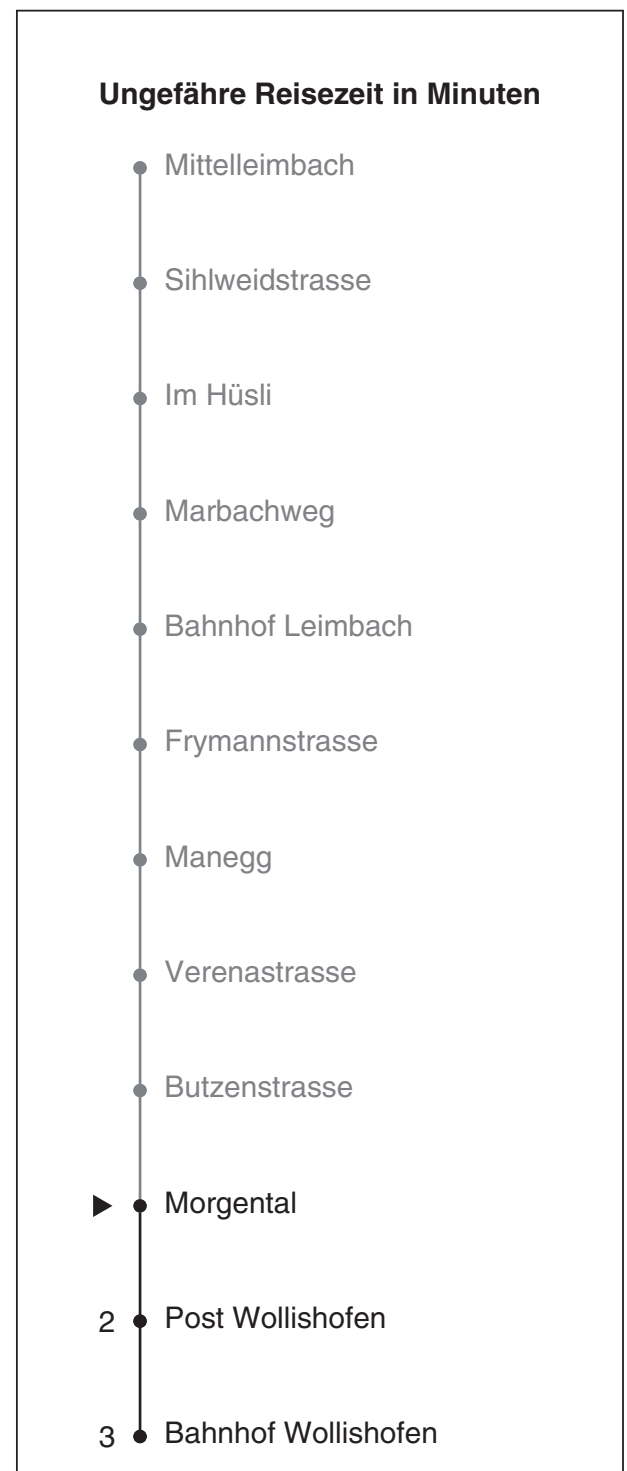 Ungefähre Reisezeit in Minuten
Mittelleimbach
Sihlweidstrasse
Im Hüsli
Marbachweg
Bahnhof Leimbach
Frymannstrasse
Manegg
Verenastrasse
Butzenstrasse
Morgental
2 Post Wollishofen
3 Bahnhof Wollishofen